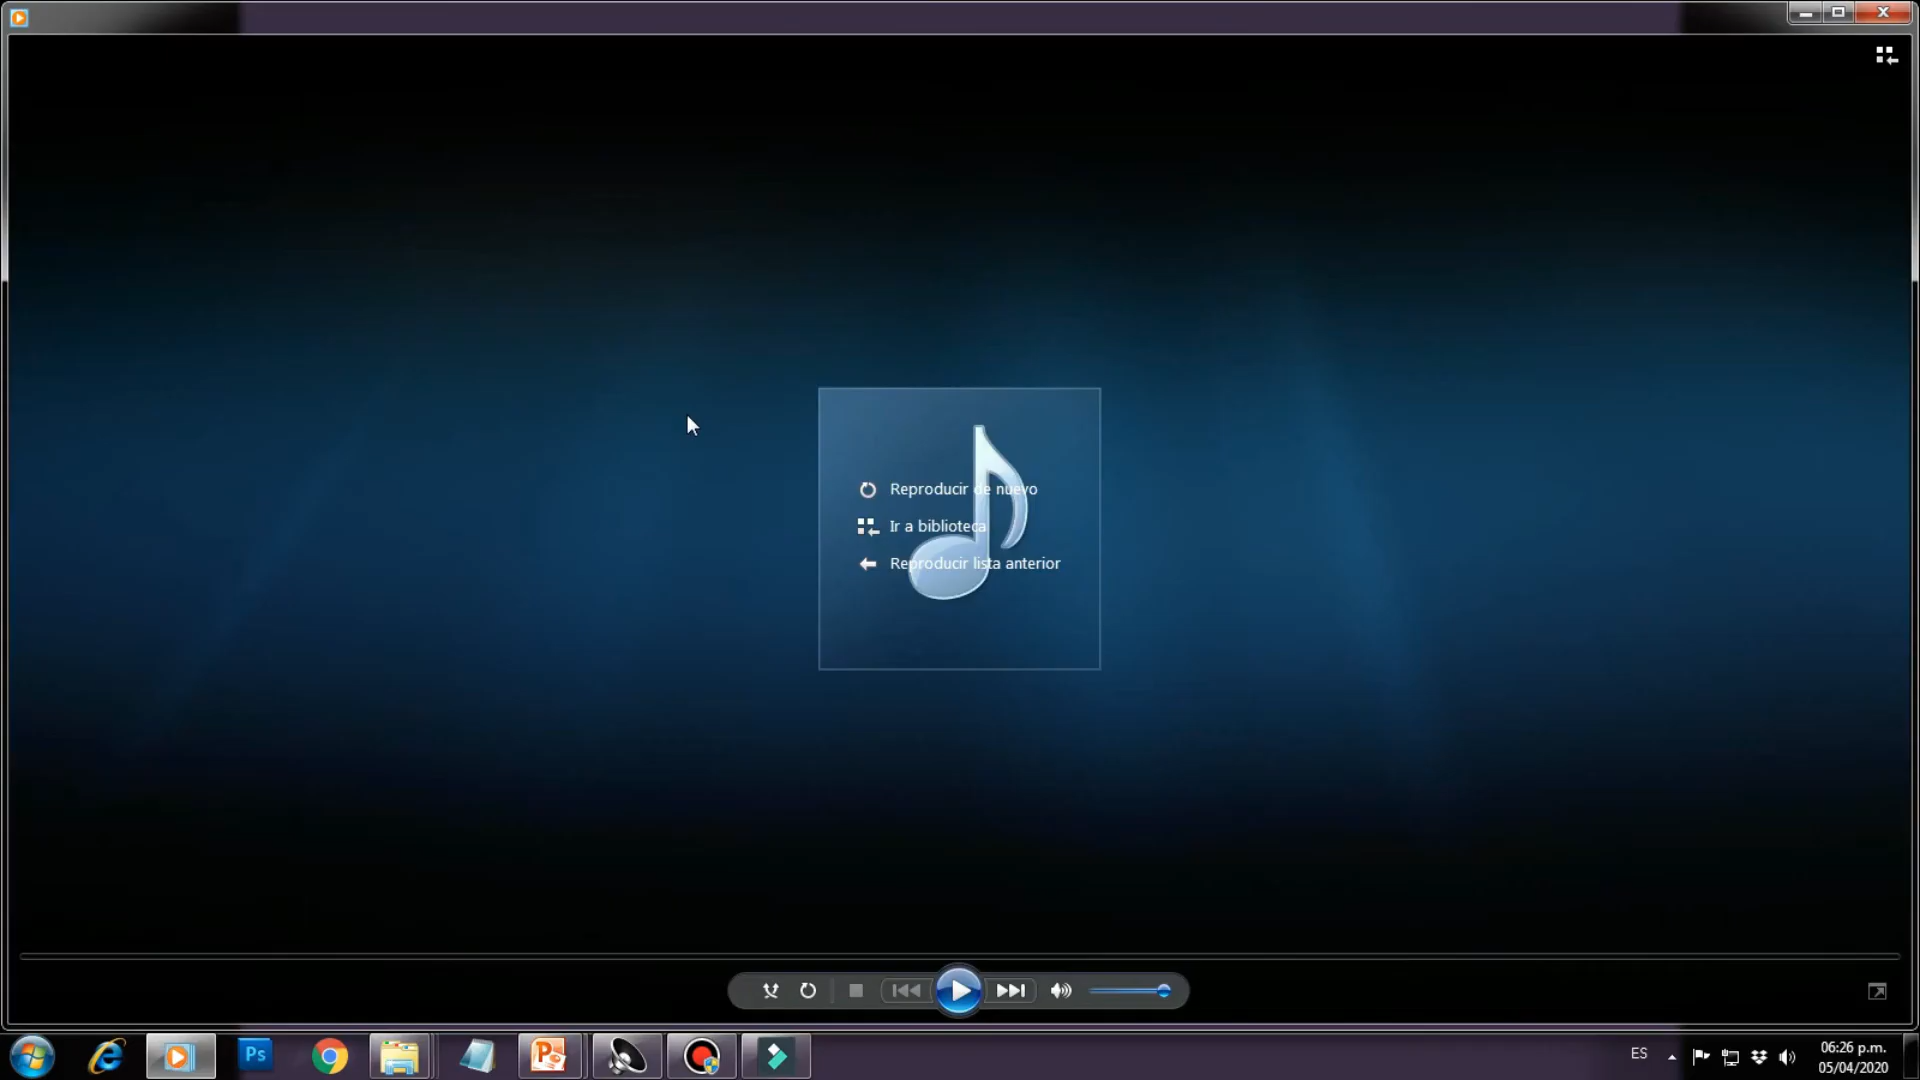 Reproducir de nuevo
Ir a biblioteca
Reproducir lista anterior
Ps
P
ES
06:26 p.m.
05/04/2020